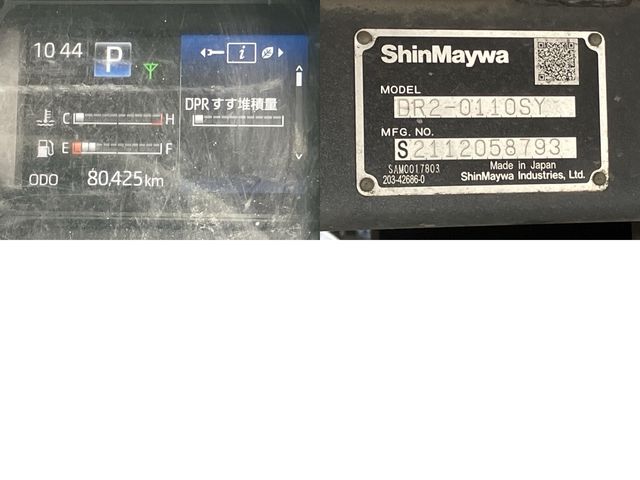 10 44
P
i
DPRすす堆積量
C H
E F
ODO 80,425km
ShinMaywa
MODEL
DR2-0110SY
MFG. NO.
S2112058793
SAM0017803 Made in Japan
203-42686-0 ShinMaywa Industries, Ltd.